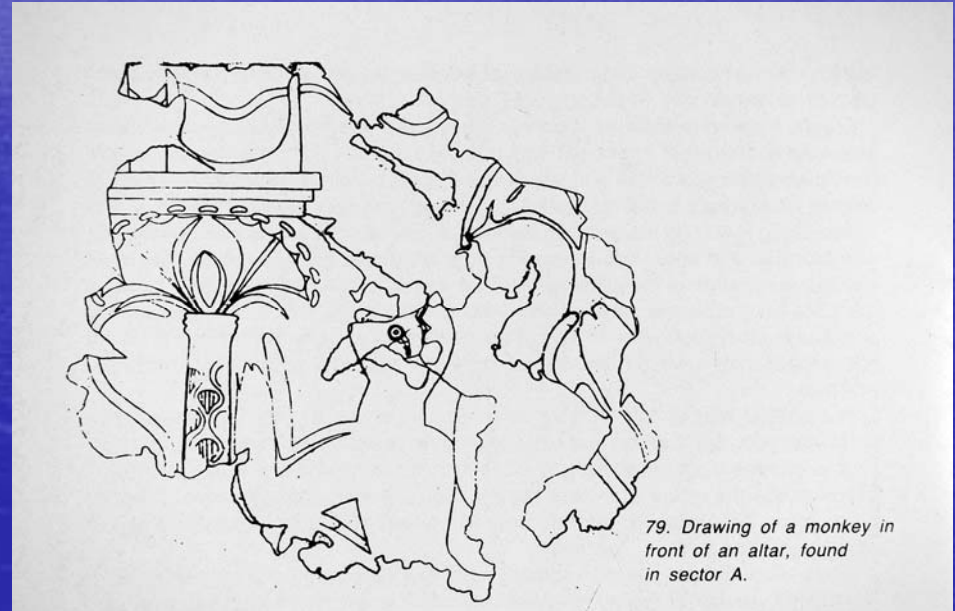 79. Drawing of a monkey in
front of an altar, found
in sector A.